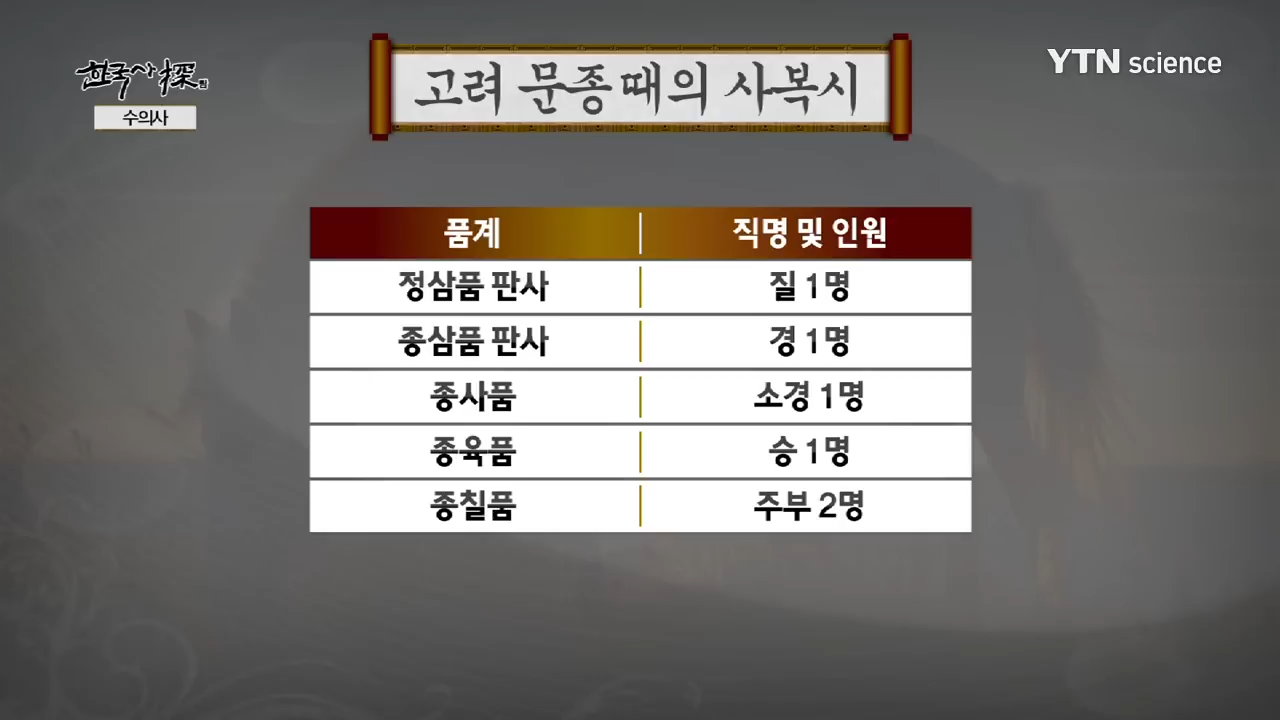 한국사 探 탐
수의사
고려 문종 때의 사복시
YTN science
품계 직명 및 인원
정삼품 판사 질 1명
종삼품 판사 경 1명
종사품 소경 1명
종육품 승 1명
종칠품 주부 2명